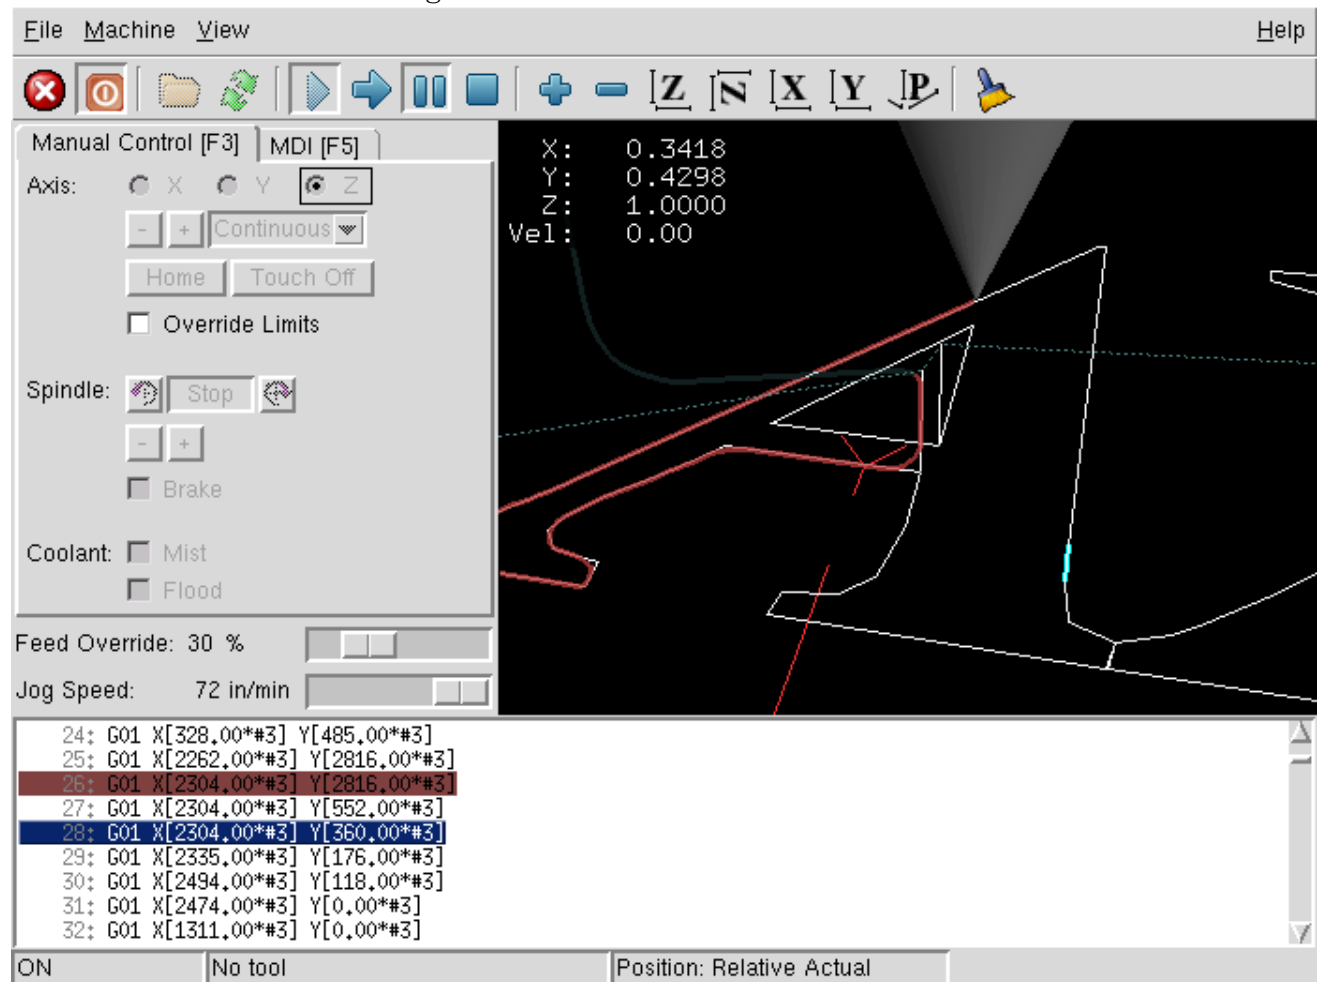 File Machine View Help
Z N X Y P
Manual Control [F3] MDI [F5]
Axis: X Y Z
- + Continuous
Home Touch Off
Override Limits
Spindle: Stop
- +
Brake
Coolant: Mist
Flood
Feed Override: 30 %
Jog Speed: 72 in/min
X: 0.3418
Y: 0.4298
Z: 1.0000
Vel: 0.00
24: G01 X[328.00*#3] Y[485.00*#3]
25: G01 X[2262.00*#3] Y[2816.00*#3]
26: G01 X[2304.00*#3] Y[2816.00*#3]
27: G01 X[2304.00*#3] Y[552.00*#3]
28: G01 X[2304.00*#3] Y[360.00*#3]
29: G01 X[2335.00*#3] Y[176.00*#3]
30: G01 X[2494.00*#3] Y[118.00*#3]
31: G01 X[2474.00*#3] Y[0.00*#3]
32: G01 X[1311.00*#3] Y[0.00*#3]
ON No tool Position: Relative Actual